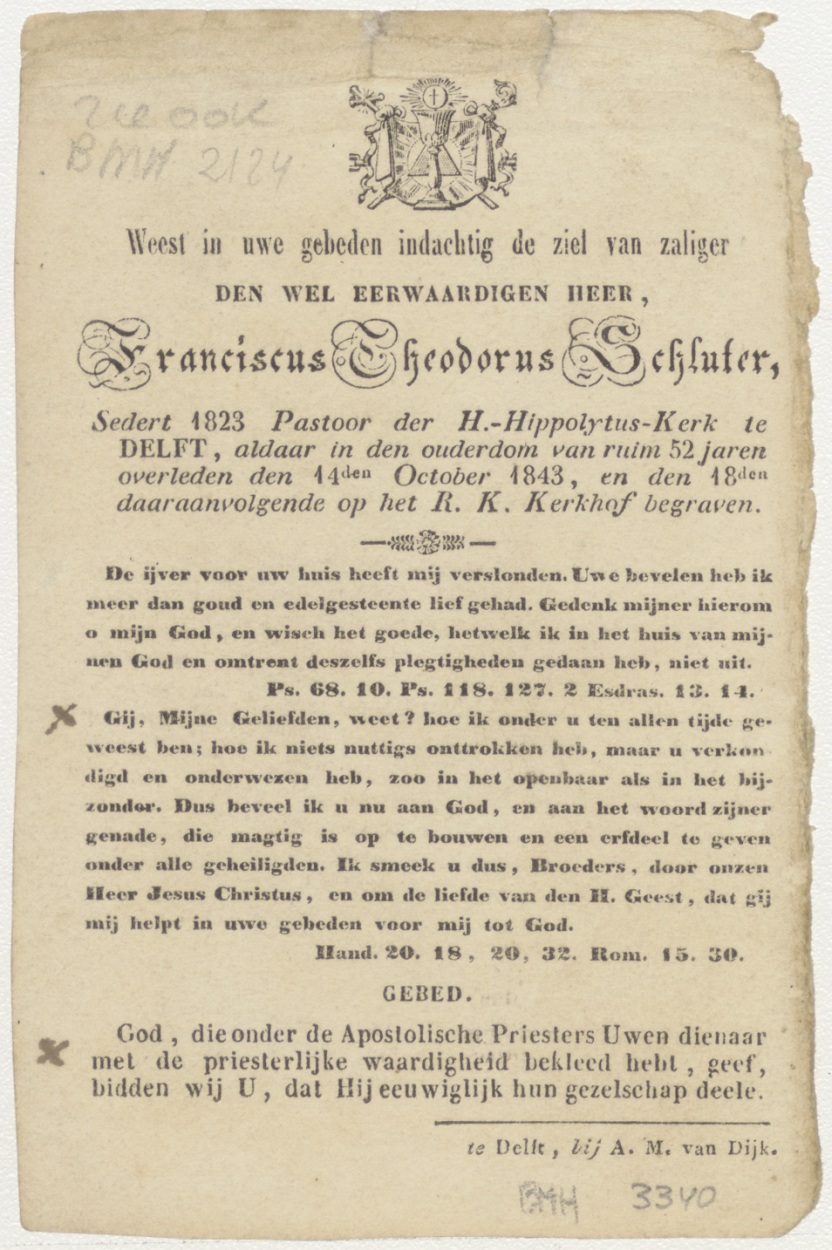 zie ook
BMH 2124
Weest in uwe gebeden indachtig de ziel van zaliger
DEN WEL EERWAARDIGEN HEER,
Franciscus Theodorus Schluter,
Sedert 1823 Pastoor der H.-Hippolytus-Kerk te
DELFT, aldaar in den ouderdom van ruim 52 jaren
overleden den 14den October 1843, en den 18den
daaraanvolgende op het R. K. Kerkhof begraven.
De ijver voor uw huis heeft mij verslonden. Uwe bevelen heb ik
meer dan goud en edelgesteente lief gehad. Gedenk mijner hierom
o mijn God, en wisch het goede, hetwelk ik in het huis van mij-
nen God en omtrent deszelfs plegtigheden gedaan heb, niet uit.
Ps. 68. 10. Ps. 118. 127. 2 Esdras. 13. 14.
Gij, Mijne Geliefden, weet? hoe ik onder u ten allen tijde ge-
weest ben; hoe ik niets nuttigs onttrokken heb, maar u verkon
digd en onderwezen heb, zoo in het openbaar als in het bij-
zonder. Dus beveel ik u nu aan God, en aan het woord zijner
genade, die magtig is op te bouwen en een erfdeel te geven
onder alle geheiligden. Ik smeek u dus, Broeders, door onzen
Heer Jesus Christus, en om de liefde van den H. Geest, dat gij
mij helpt in uwe gebeden voor mij tot God.
Hand. 20. 18, 20, 32. Rom. 15. 30.
GEBED.
God, die onder de Apostolische Priesters Uwen dienaar
met de priesterlijke waardigheid bekleed hebt, geef,
bidden wij U, dat Hij eeuwiglijk hun gezelschap deele.
te Delft, bij A. M. van Dijk.
BMH 3340